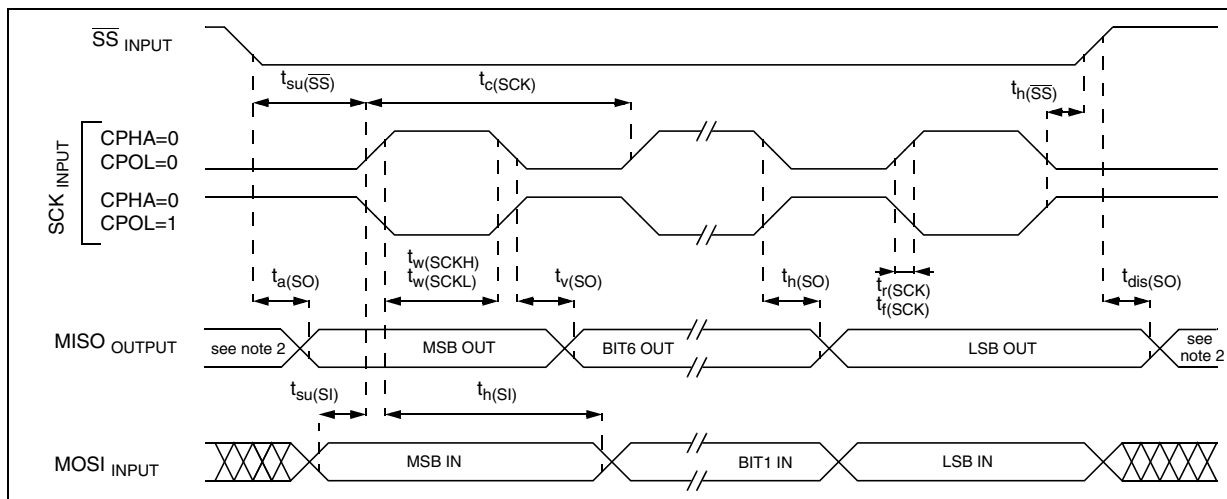 SS INPUT
tsu(SS)
tc(SCK)
th(SS)
SCK INPUT
CPHA=0
CPOL=0
CPHA=0
CPOL=1
tw(SCKH)
tw(SCKL)
ta(SO)
tv(SO)
th(SO)
tr(SCK)
tf(SCK)
tdis(SO)
MISO OUTPUT
see note 2
MSB OUT
BIT6 OUT
LSB OUT
see
note 2
tsu(SI)
th(SI)
MOSI INPUT
MSB IN
BIT1 IN
LSB IN